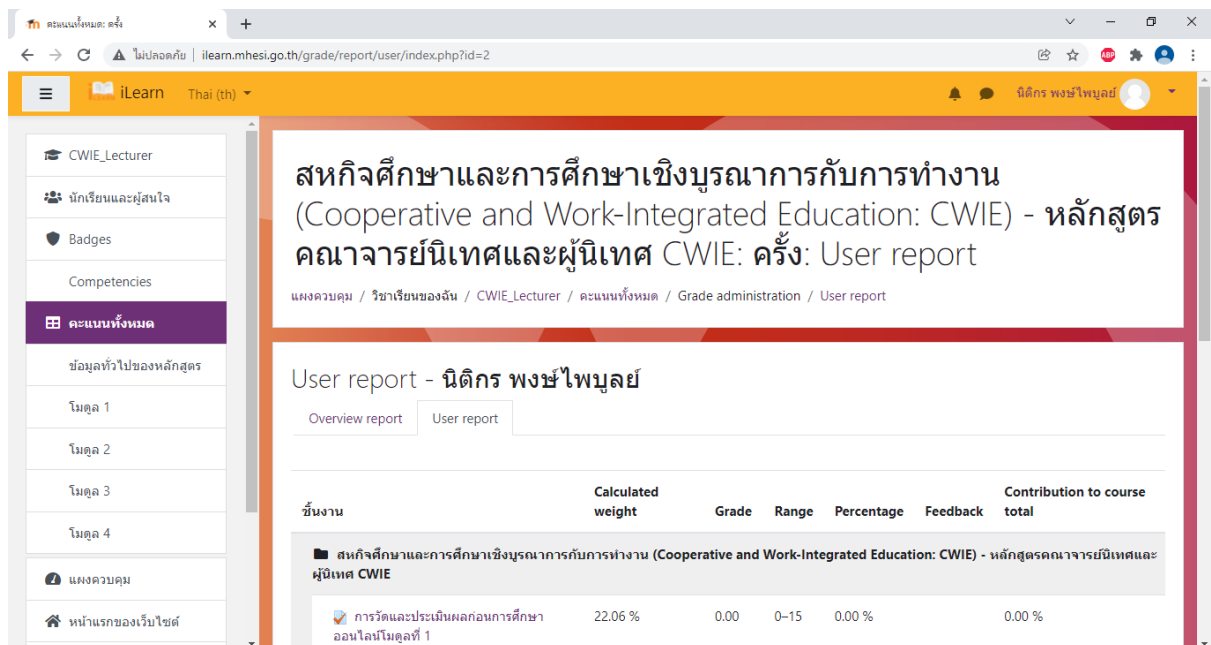 คะแนนทั้งหมด: ครั้ง
ไม่ปลอดภัย | ilearn.mhesi.go.th/grade/report/user/index.php?id=2
ABP
iLearn Thai (th)
นิติกร พงษ์ไพบูลย์
CWIE_Lecturer
นักเรียนและผู้สนใจ
Badges
Competencies
คะแนนทั้งหมด
ข้อมูลทั่วไปของหลักสูตร
โมดูล 1
โมดูล 2
โมดูล 3
โมดูล 4
แผงควบคุม
หน้าแรกของเว็บไซต์
สหกิจศึกษาและการศึกษาเชิงบูรณาการกับการทำงาน
(Cooperative and Work-Integrated Education: CWIE) - หลักสูตร
คณาจารย์นิเทศและผู้นิเทศ CWIE: ครั้ง: User report
แผงควบคุม / วิชาเรียนของฉัน / CWIE_Lecturer / คะแนนทั้งหมด / Grade administration / User report
User report - นิติกร พงษ์ไพบูลย์
Overview report User report
ชิ้นงาน Calculated weight Grade Range Percentage Feedback Contribution to course total
สหกิจศึกษาและการศึกษาเชิงบูรณาการกับการทำงาน (Cooperative and Work-Integrated Education: CWIE) - หลักสูตรคณาจารย์นิเทศและ
ผู้นิเทศ CWIE
การวัดและประเมินผลก่อนการศึกษา 22.06 % 0.00 0–15 0.00 % 0.00 %
ออนไลน์โมดูลที่ 1